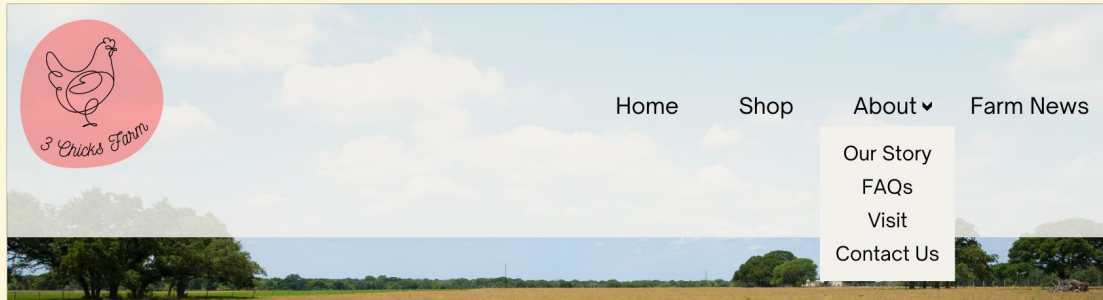 3 Chicks Farm
Home Shop About Farm News
Our Story
FAQs
Visit
Contact Us